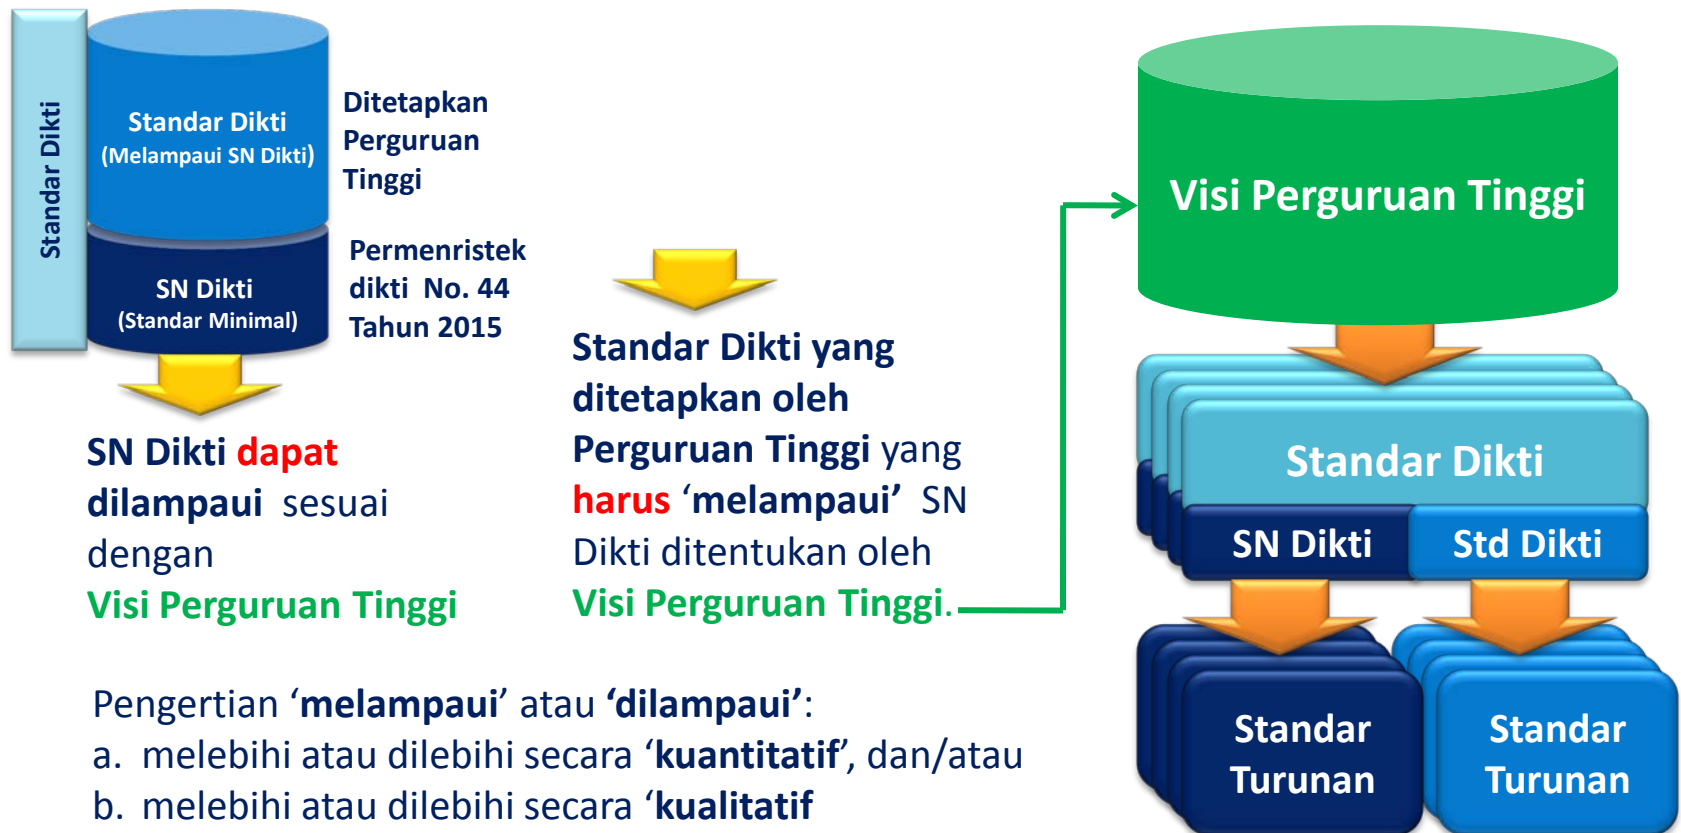 Standar Dikti
Standar Dikti
(Melampaui SN Dikti)
SN Dikti
(Standar Minimal)
Ditetapkan
Perguruan
Tinggi
Permenristek
dikti No. 44
Tahun 2015
SN Dikti dapat
dilampaui sesuai
dengan
Visi Perguruan Tinggi
Standar Dikti yang
ditetapkan oleh
Perguruan Tinggi yang
harus ‘melampaui’ SN
Dikti ditentukan oleh
Visi Perguruan Tinggi.
Pengertian ‘melampaui’ atau ‘dilampaui’:
a. melebihi atau dilebihi secara ‘kuantitatif’, dan/atau
b. melebihi atau dilebihi secara ‘kualitatif
Visi Perguruan Tinggi
Standar Dikti
SN Dikti
Std Dikti
Standar
Turunan
Standar
Turunan